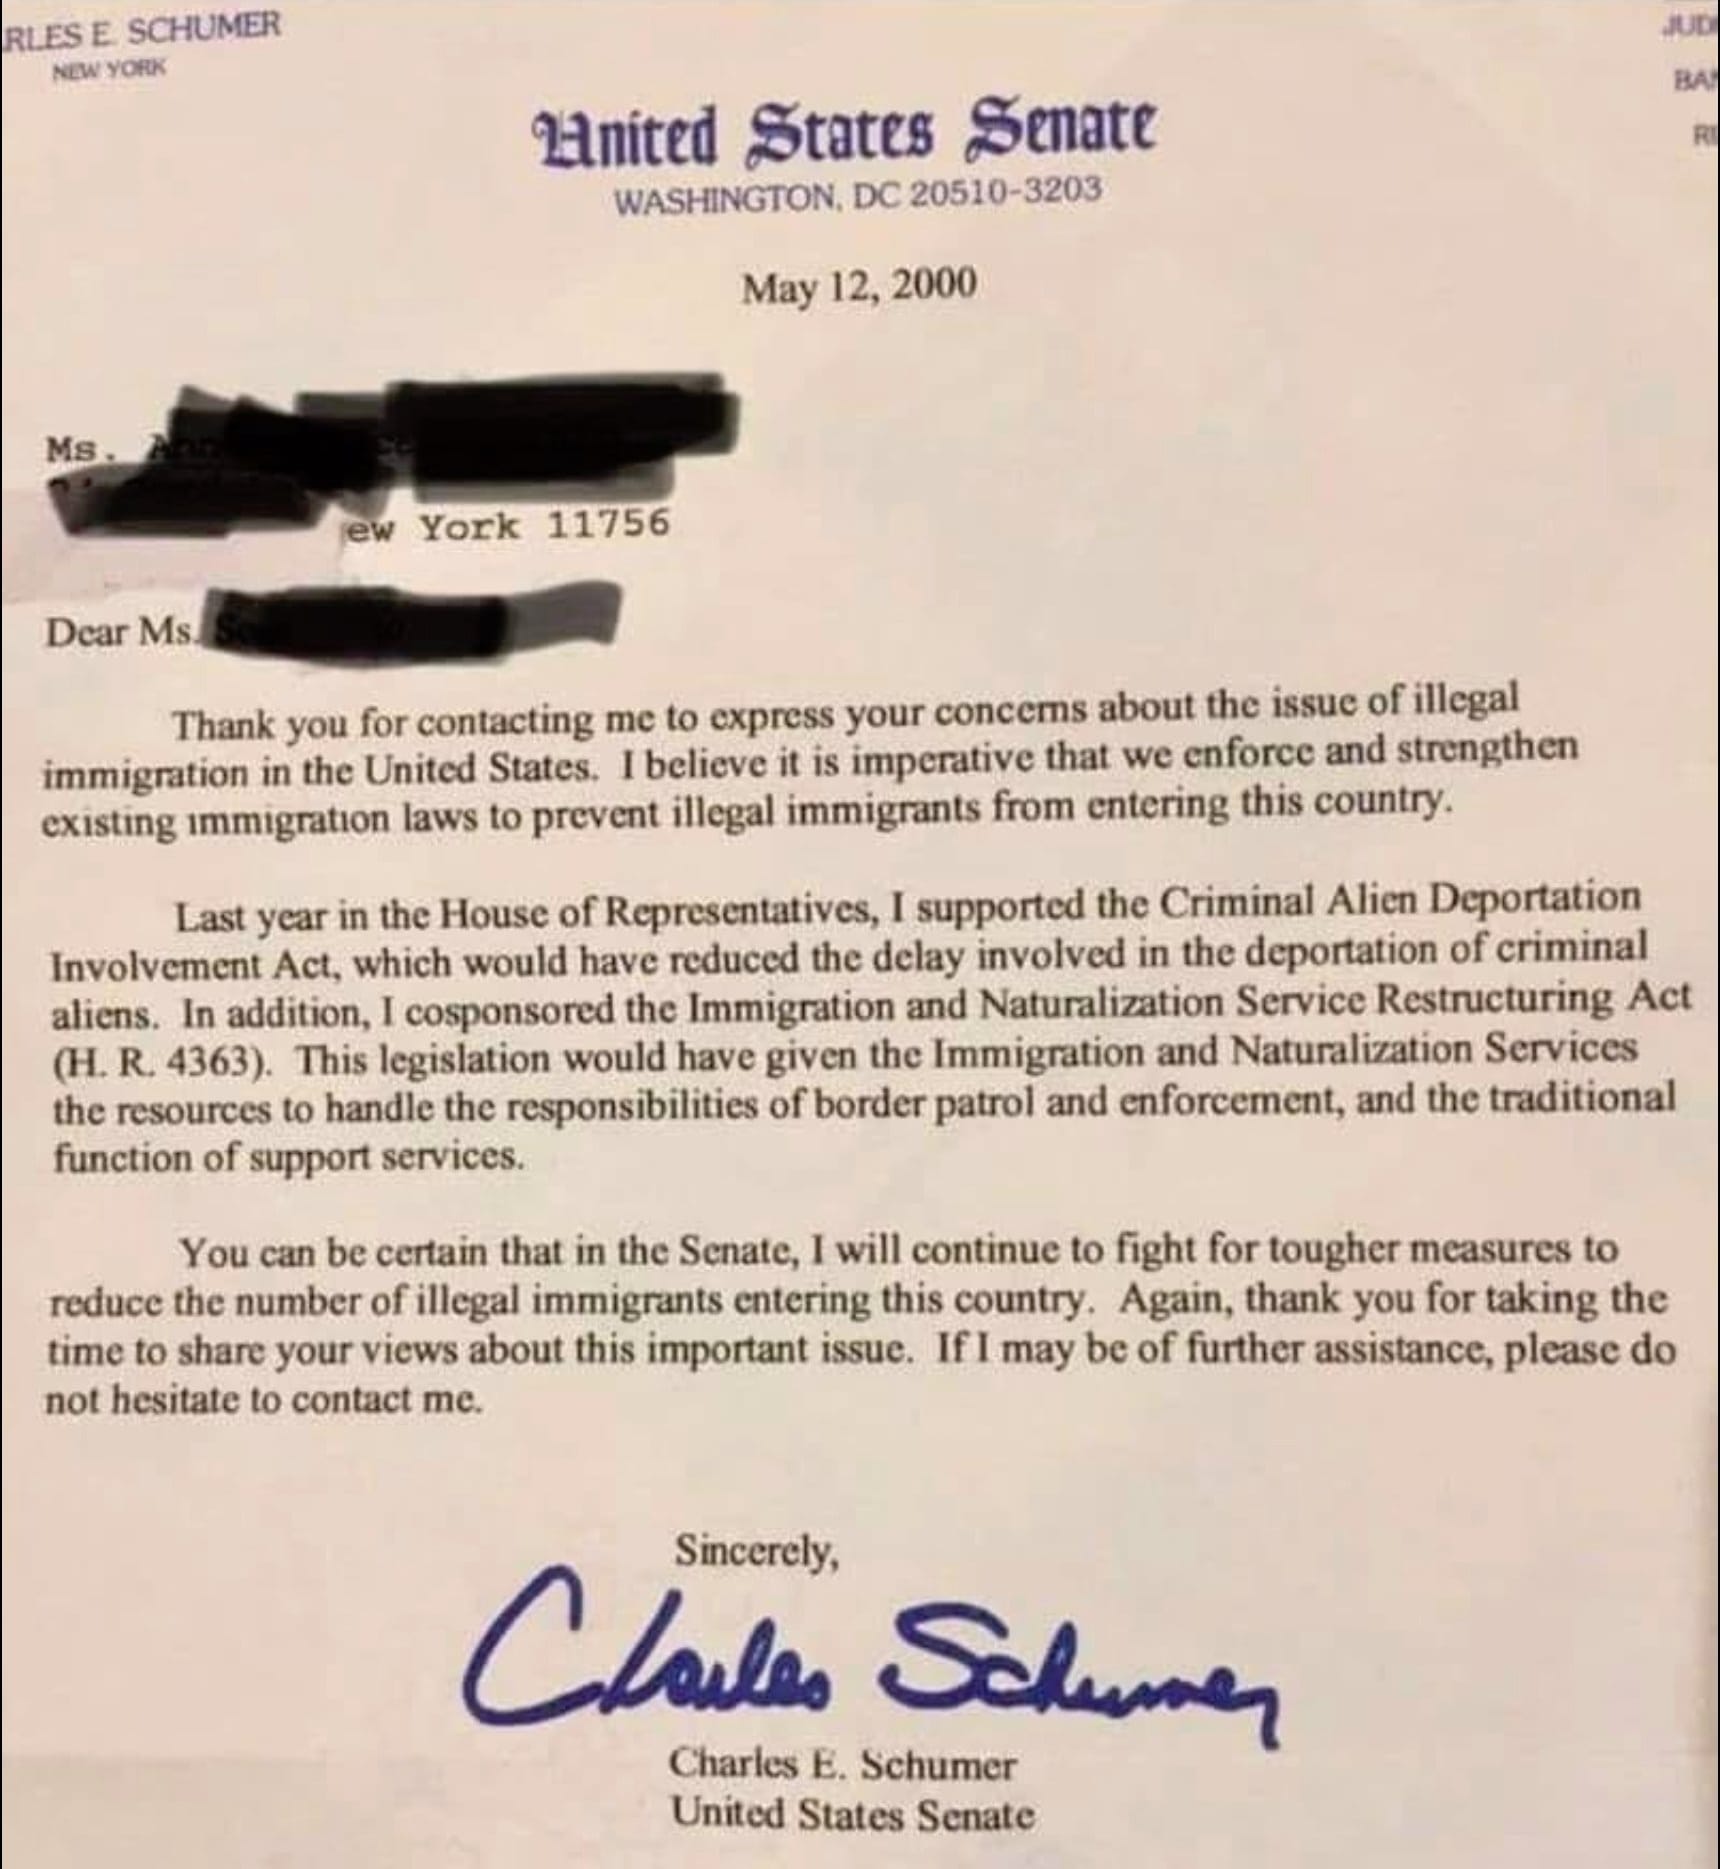 RLES E. SCHUMER
NEW YORK
JUD
BAN
United States Senate
WASHINGTON, DC 20510-3203
May 12, 2000
Ms.
ew York 11756
Dear Ms.
Thank you for contacting me to express your concerns about the issue of illegal
immigration in the United States. I believe it is imperative that we enforce and strengthen
existing immigration laws to prevent illegal immigrants from entering this country.
Last year in the House of Representatives, I supported the Criminal Alien Deportation
Involvement Act, which would have reduced the delay involved in the deportation of criminal
aliens. In addition, I cosponsored the Immigration and Naturalization Service Restructuring Act
(H. R. 4363). This legislation would have given the Immigration and Naturalization Services
the resources to handle the responsibilities of border patrol and enforcement, and the traditional
function of support services.
You can be certain that in the Senate, I will continue to fight for tougher measures to
reduce the number of illegal immigrants entering this country. Again, thank you for taking the
time to share your views about this important issue. If I may be of further assistance, please do
not hesitate to contact me.
Sincerely,
Charles Schumer
Charles E. Schumer
United States Senate